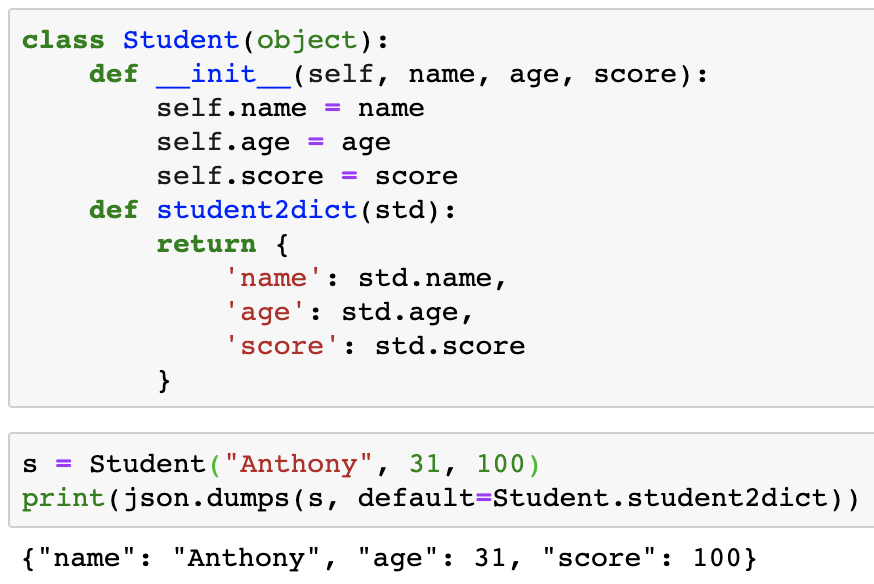 class Student(object):
    def __init__(self, name, age, score):
        self.name = name
        self.age = age
        self.score = score
    def student2dict(std):
        return {
            'name': std.name,
            'age': std.age,
            'score': std.score
        }
s = Student("Anthony", 31, 100)
print(json.dumps(s, default=Student.student2dict))
{"name": "Anthony", "age": 31, "score": 100}